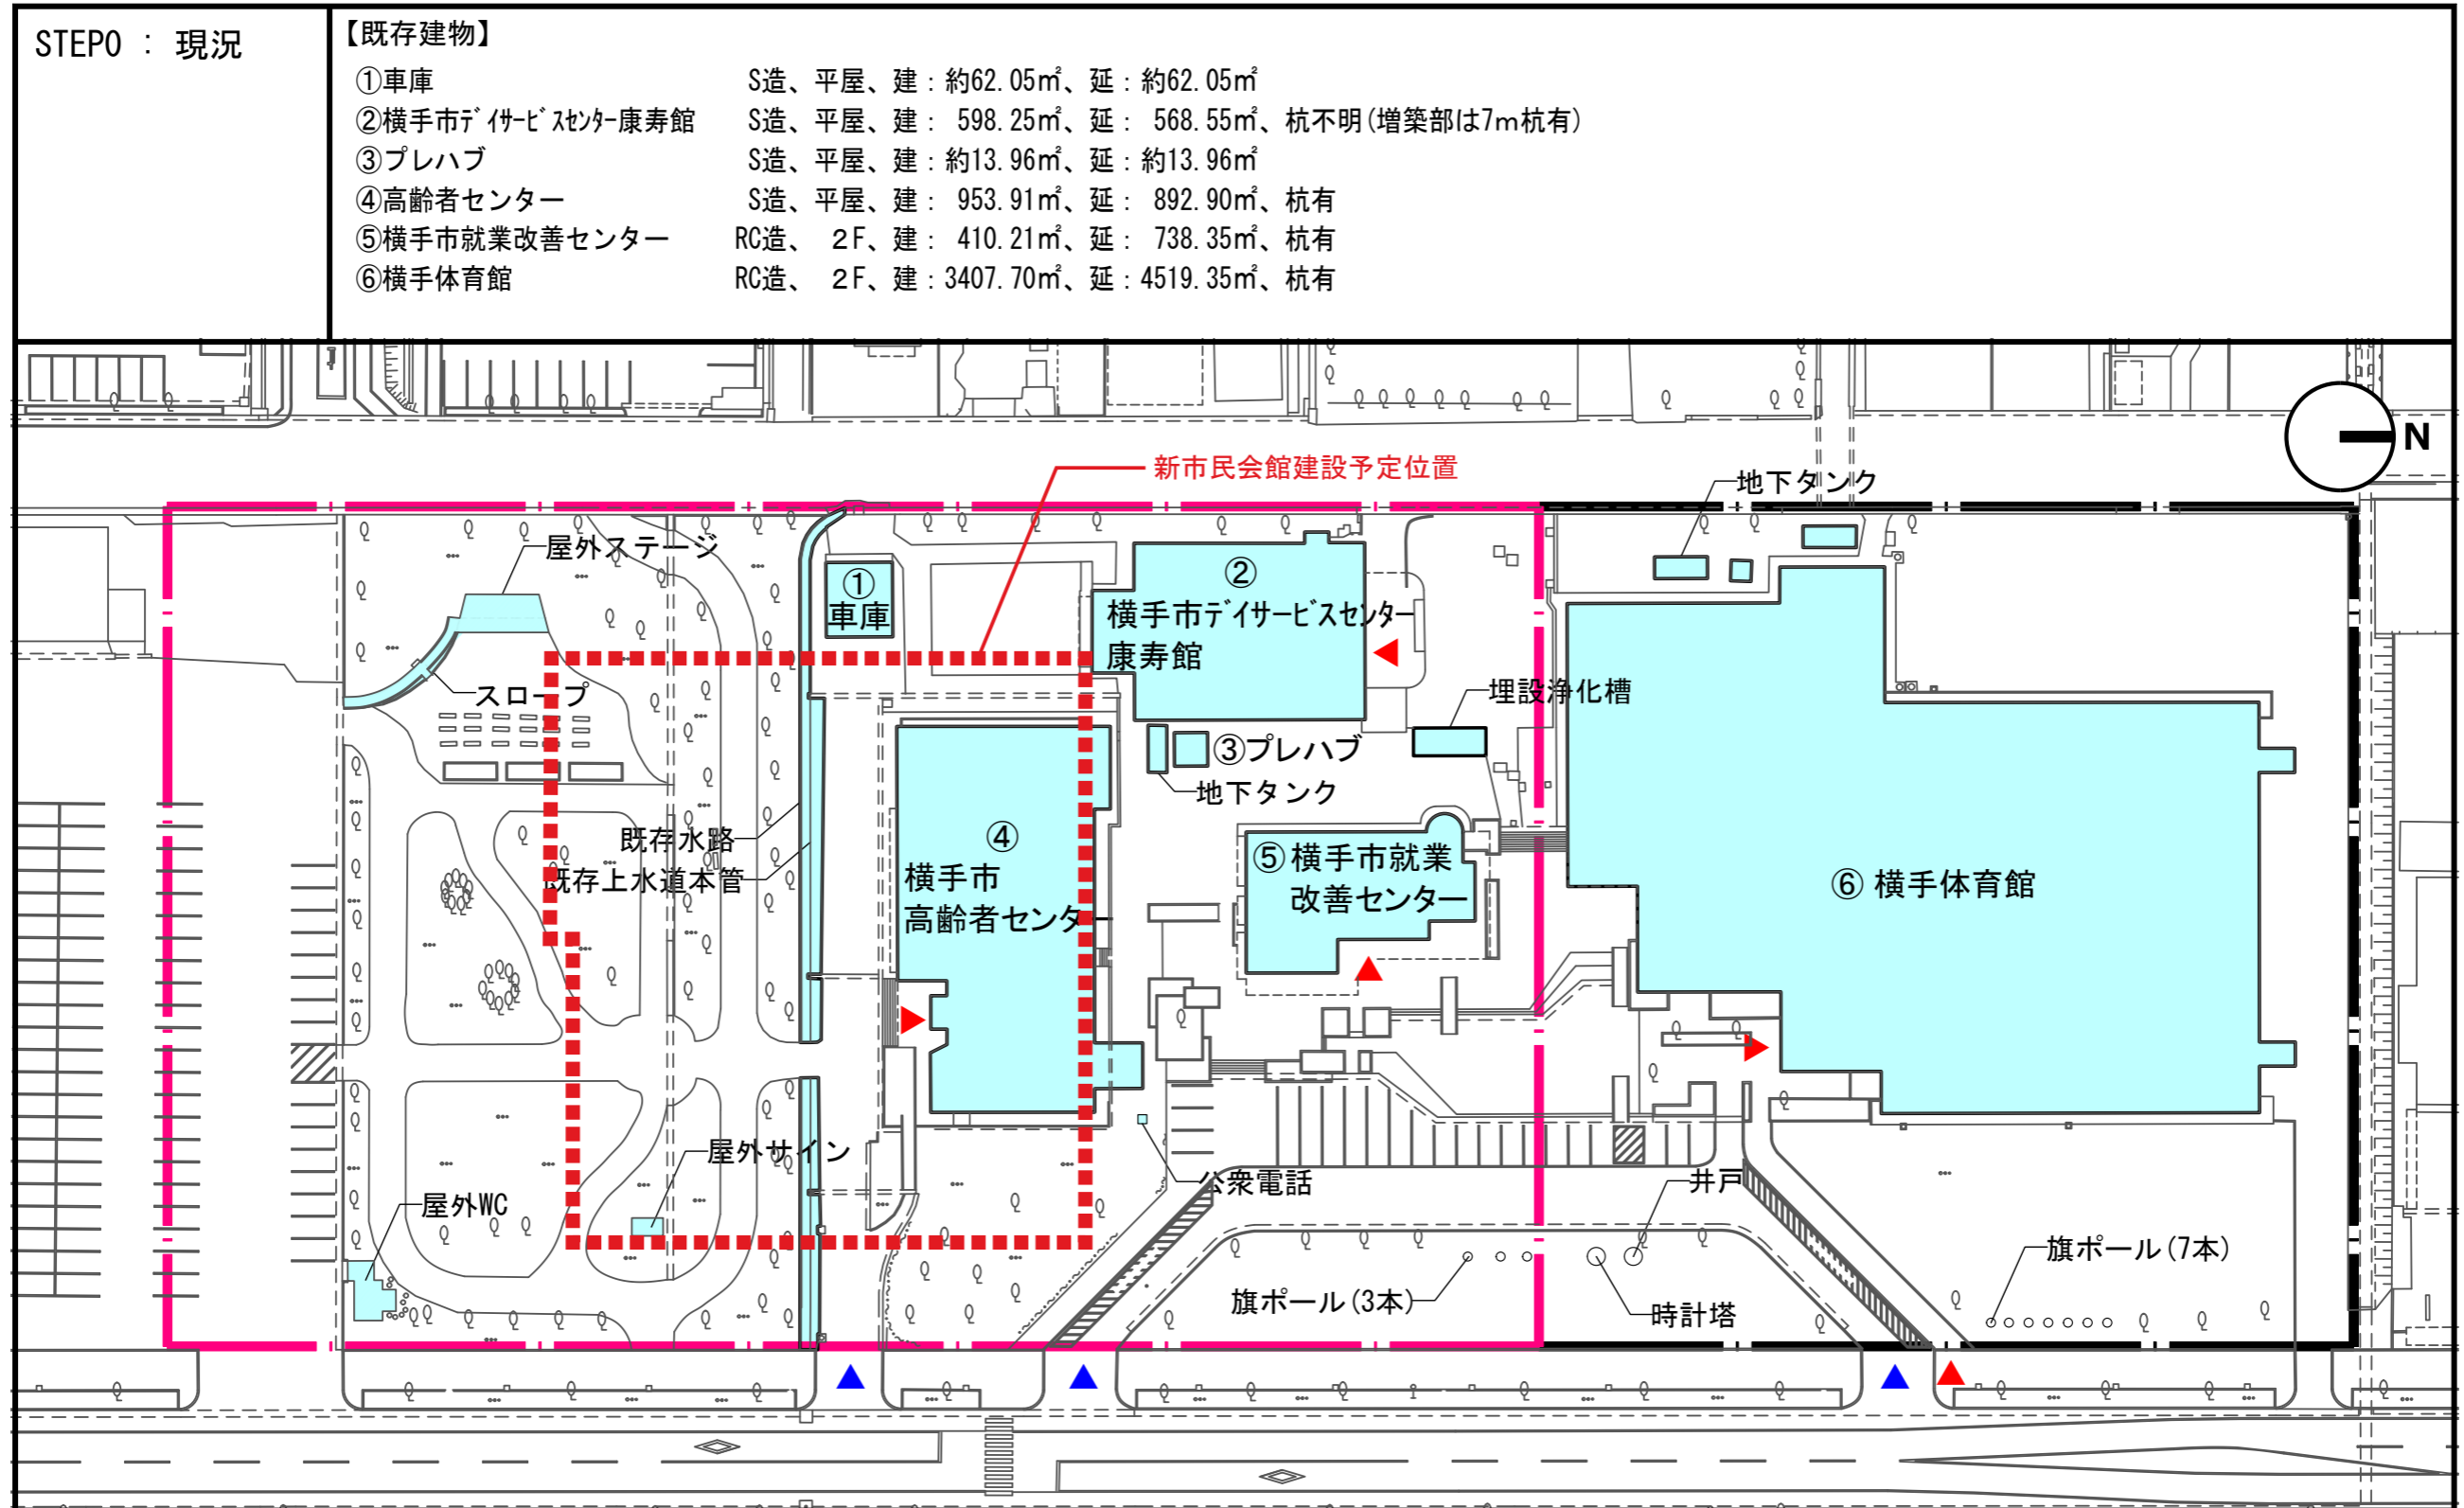 STEP0 : 現況
【既存建物】
①車庫 S造、平屋、建：約62.05㎡、延：約62.05㎡
②横手市ﾃﾞｲｻｰﾋﾞｽｾﾝﾀｰ康寿館 S造、平屋、建： 598.25㎡、延： 568.55㎡、杭不明(増築部は7m杭有)
③プレハブ S造、平屋、建：約13.96㎡、延：約13.96㎡
④高齢者センター S造、平屋、建： 953.91㎡、延： 892.90㎡、杭有
⑤横手市就業改善センター RC造、 2F、建： 410.21㎡、延： 738.35㎡、杭有
⑥横手体育館 RC造、 2F、建：3407.70㎡、延：4519.35㎡、杭有
N
新市民会館建設予定位置
地下タンク
屋外ステージ
①
車庫
②
横手市ﾃﾞｲｻｰﾋﾞｽｾﾝﾀｰ
康寿館
スロープ
埋設浄化槽
③プレハブ
地下タンク
既存水路
既存上水道本管
④
横手市
高齢者センター
⑤横手市就業
改善センター
⑥ 横手体育館
屋外サイン
公衆電話
井戸
屋外WC
旗ポール(7本)
旗ポール(3本)
時計塔